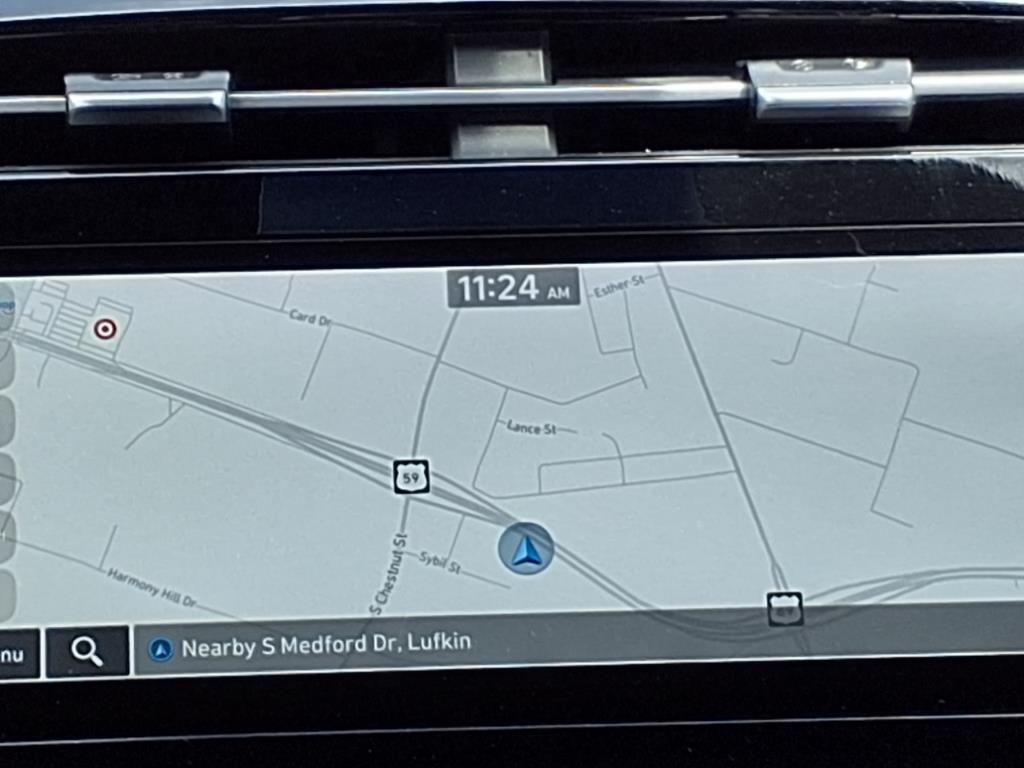 11:24 AM
Esther St
Card Dr
Lance St
59
S Chestnut St
Sybil St
Harmony Hill Dr
nu
Nearby S Medford Dr, Lufkin